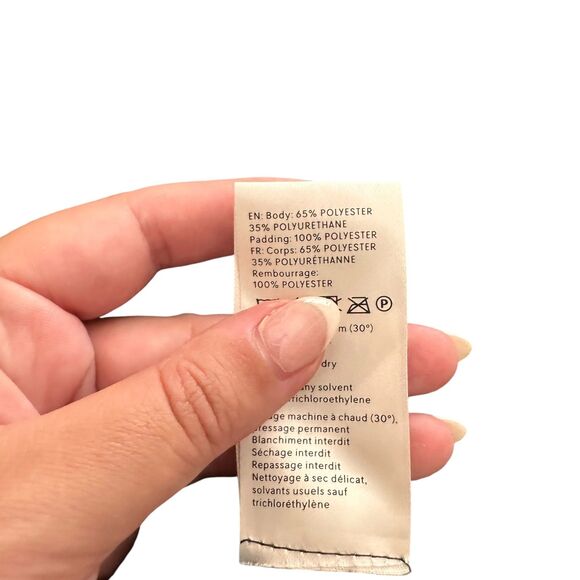 EN: Body: 65% POLYESTER
35% POLYURETHANE
Padding: 100% POLYESTER
FR: Corps: 65% POLYESTER
35% POLYURÉTHANNE
Rembourrage:
100% POLYESTER
P
(30°)
dry
any solvent
trichloroethylene
machine à chaud (30°),
permanent
Blanchiment interdit
Séchage interdit
Repassage interdit
Nettoyage à sec délicat,
solvants usuels sauf
trichloréthylène